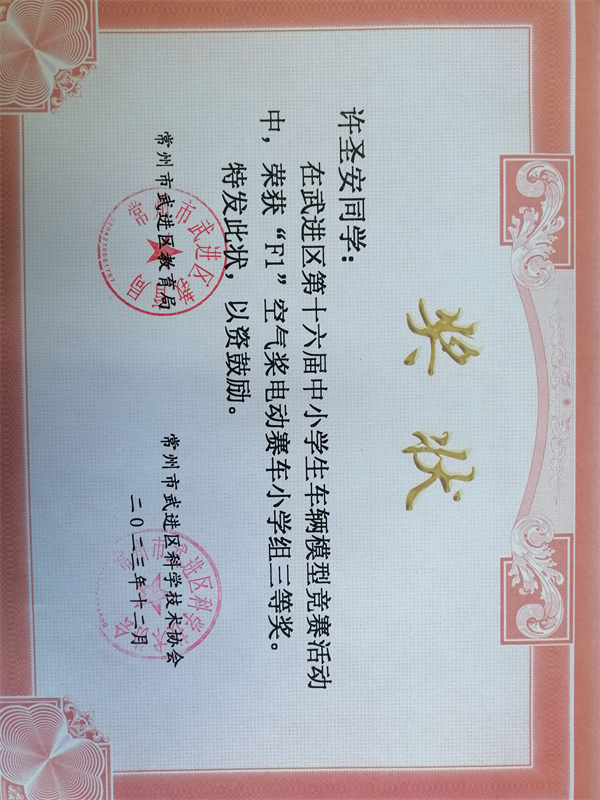 奖状
许圣安同学：
在武进区第十六届中小学生车辆模型竞赛活动
中，荣获“F1”空气桨电动赛车小学组三等奖。
特发此状，以资鼓励。
常州市武进区教育局
常州市武进区科学技术协会
二〇二三年十二月